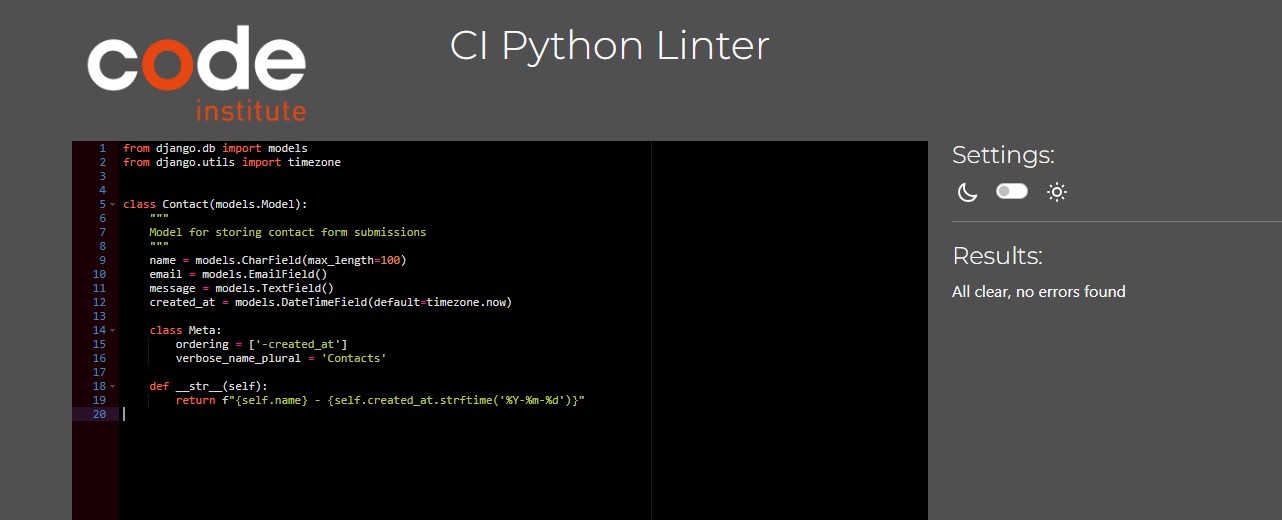 code
institute
CI Python Linter
1 from django.db import models
2 from django.utils import timezone
3
4
5 class Contact(models.Model):
6     """
7     Model for storing contact form submissions
8     """
9     name = models.CharField(max_length=100)
10     email = models.EmailField()
11     message = models.TextField()
12     created_at = models.DateTimeField(default=timezone.now)
13
14     class Meta:
15         ordering = ['-created_at']
16         verbose_name_plural = 'Contacts'
17
18     def __str__(self):
19         return f"{self.name} - {self.created_at.strftime('%Y-%m-%d')}"
20
Settings:
Results:
All clear, no errors found